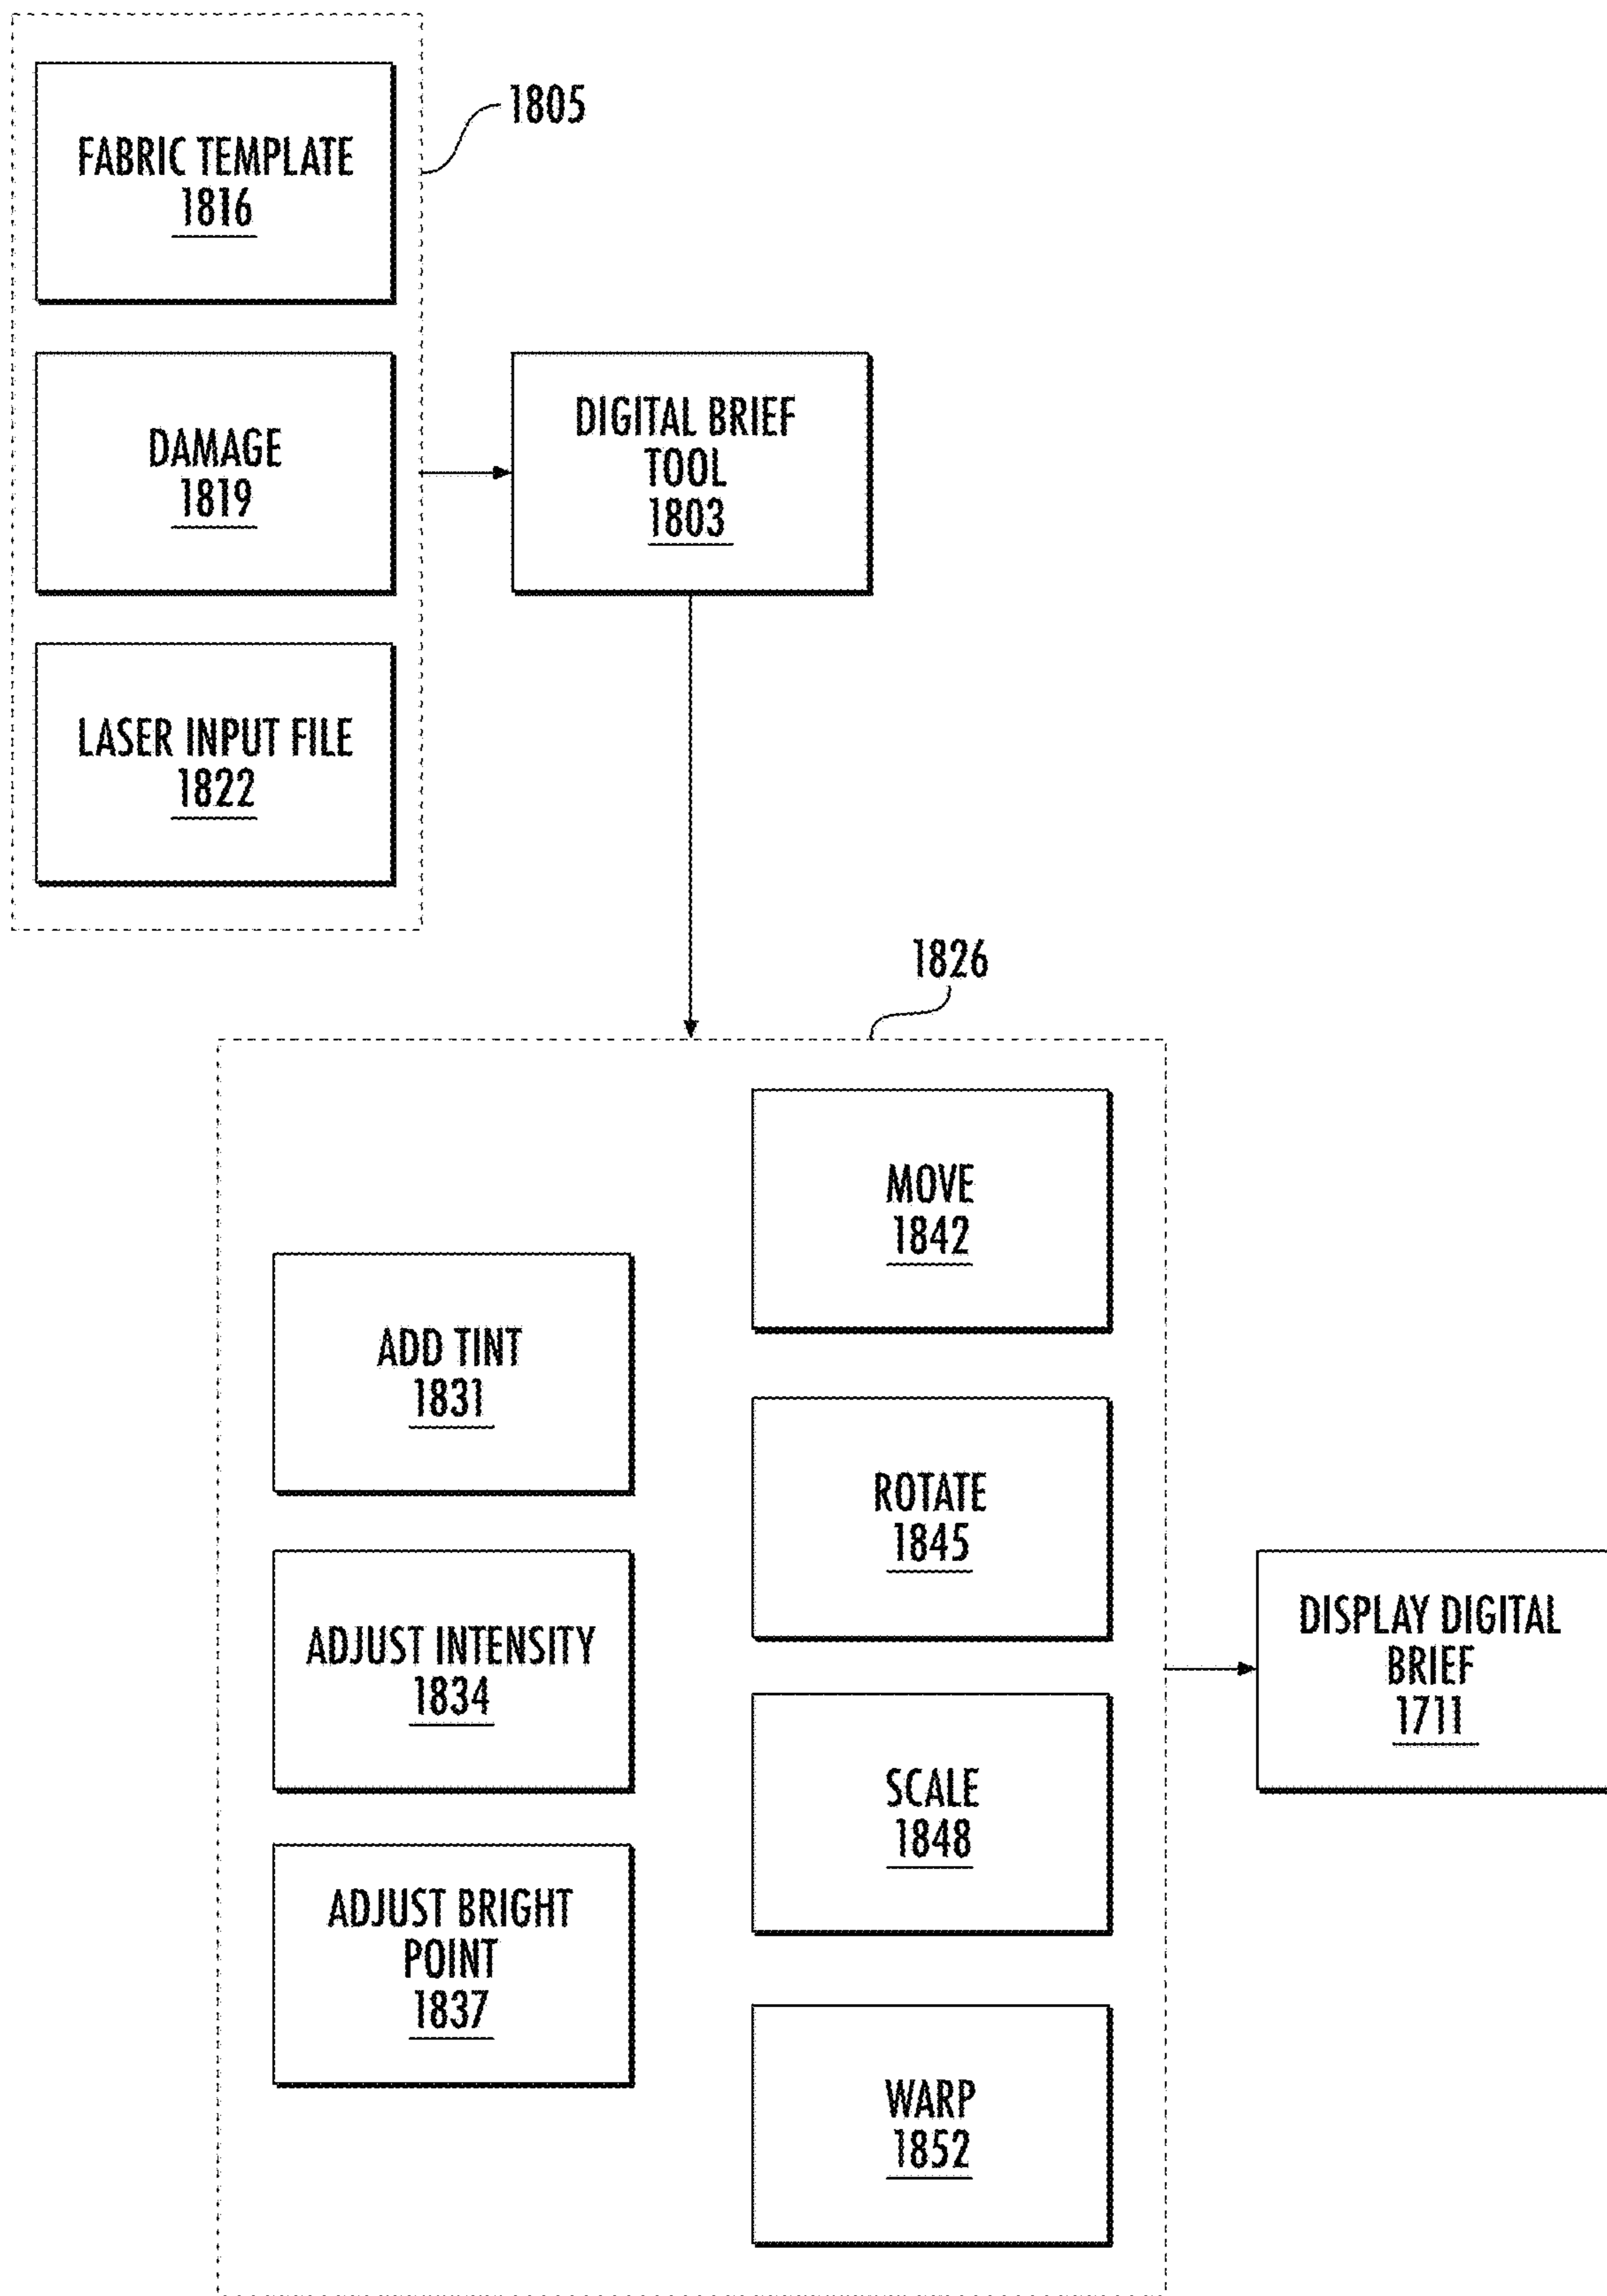 1805
FABRIC TEMPLATE
1816
DAMAGE
1819
LASER INPUT FILE
1822
DIGITAL BRIEF
TOOL
1803
1826
ADD TINT
1831
ADJUST INTENSITY
1834
ADJUST BRIGHT
POINT
1837
MOVE
1842
ROTATE
1845
SCALE
1848
WARP
1852
DISPLAY DIGITAL
BRIEF
1711